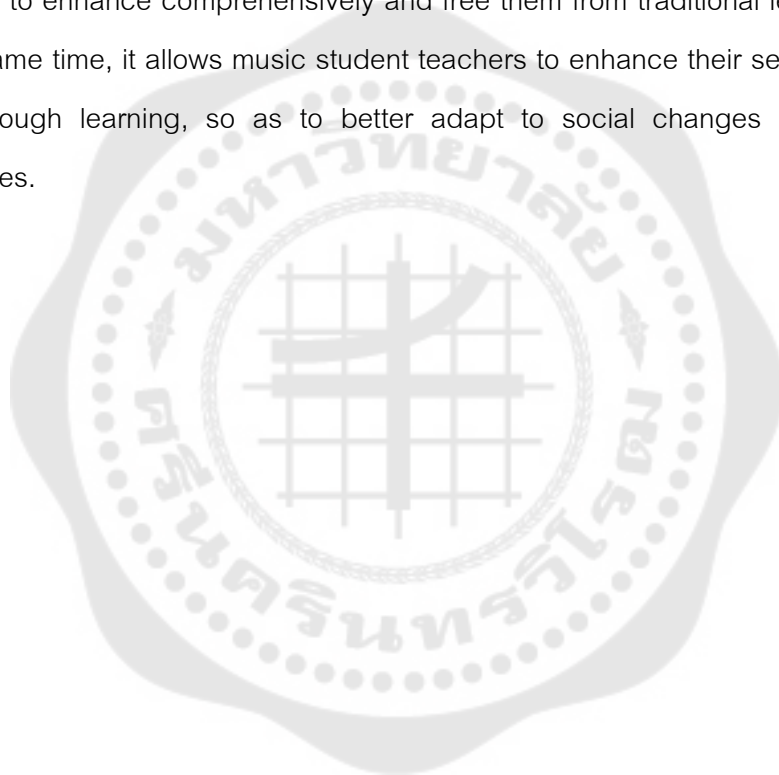 to enhance comprehensively and free them from traditional
ame time, it allows music student teachers to enhance their
ough learning, so as to better adapt to social changes
es.
มหาวิทยาลัย
ศรีนครินทรวิโรฒ